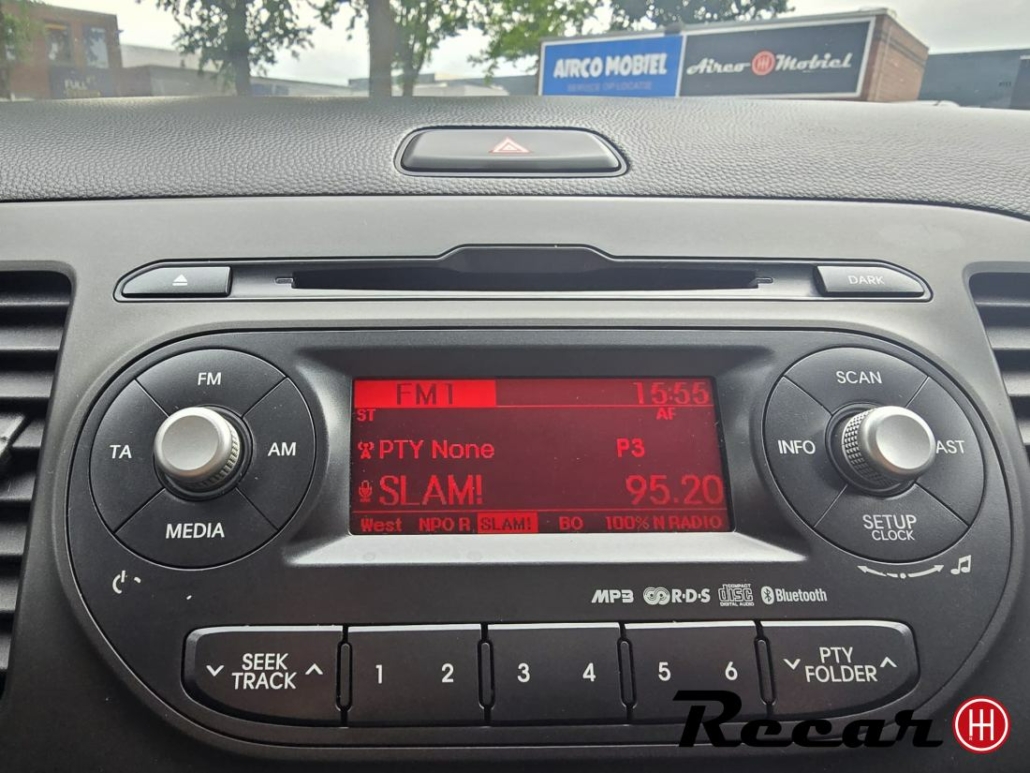 AIRCO MOBIEL
SERVICE OP LOCATIE
Airco Mobiel
FULL
DARK
FM
TA
AM
MEDIA
FM1
15:55
ST
AF
PTY None
P3
SLAM!
95.20
West NPO R SLAM! BO 100% N RADIO
SCAN
INFO
AST
SETUP
CLOCK
MP3 R·D·S COMPACT disc DIGITAL AUDIO Bluetooth
SEEK
TRACK
1 2 3 4 5 6
PTY
FOLDER
Recar